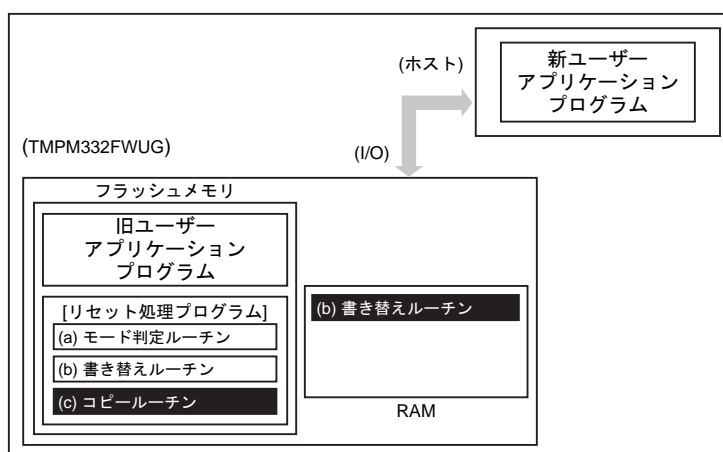 (ホスト)
新ユーザー
アプリケーション
プログラム
(TMPM332FWUG)
(I/O)
フラッシュメモリ
旧ユーザー
アプリケーション
プログラム
[リセット処理プログラム]
(a) モード判定ルーチン
(b) 書き替えルーチン
(c) コピールーチン
(b) 書き替えルーチン
RAM